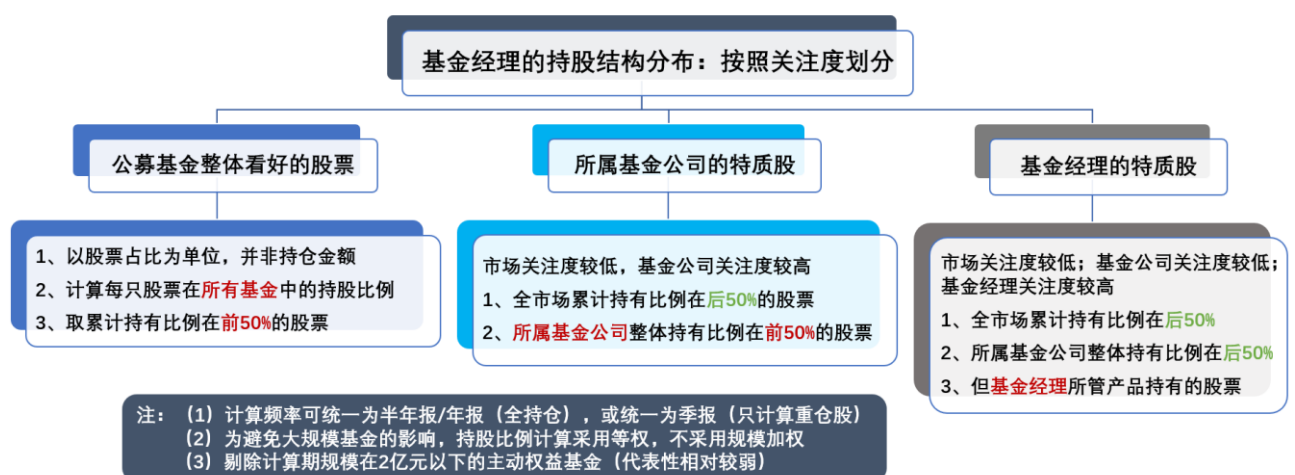 基金经理的持股结构分布：按照关注度划分
公募基金整体看好的股票
1、以股票占比为单位，并非持仓金额
2、计算每只股票在所有基金中的持股比例
3、取累计持有比例在前50%的股票
所属基金公司的特质股
市场关注度较低，基金公司关注度较高
1、全市场累计持有比例在后50%的股票
2、所属基金公司整体持有比例在前50%的股票
基金经理的特质股
市场关注度较低；基金公司关注度较低；
基金经理关注度较高
1、全市场累计持有比例在后50%
2、所属基金公司整体持有比例在后50%
3、但基金经理所管产品持有的股票
注：（1）计算频率可统一为半年报/年报（全持仓），或统一为季报（只计算重仓股）
（2）为避免大规模基金的影响，持股比例计算采用等权，不采用规模加权
（3）剔除计算期规模在2亿元以下的主动权益基金（代表性相对较弱）